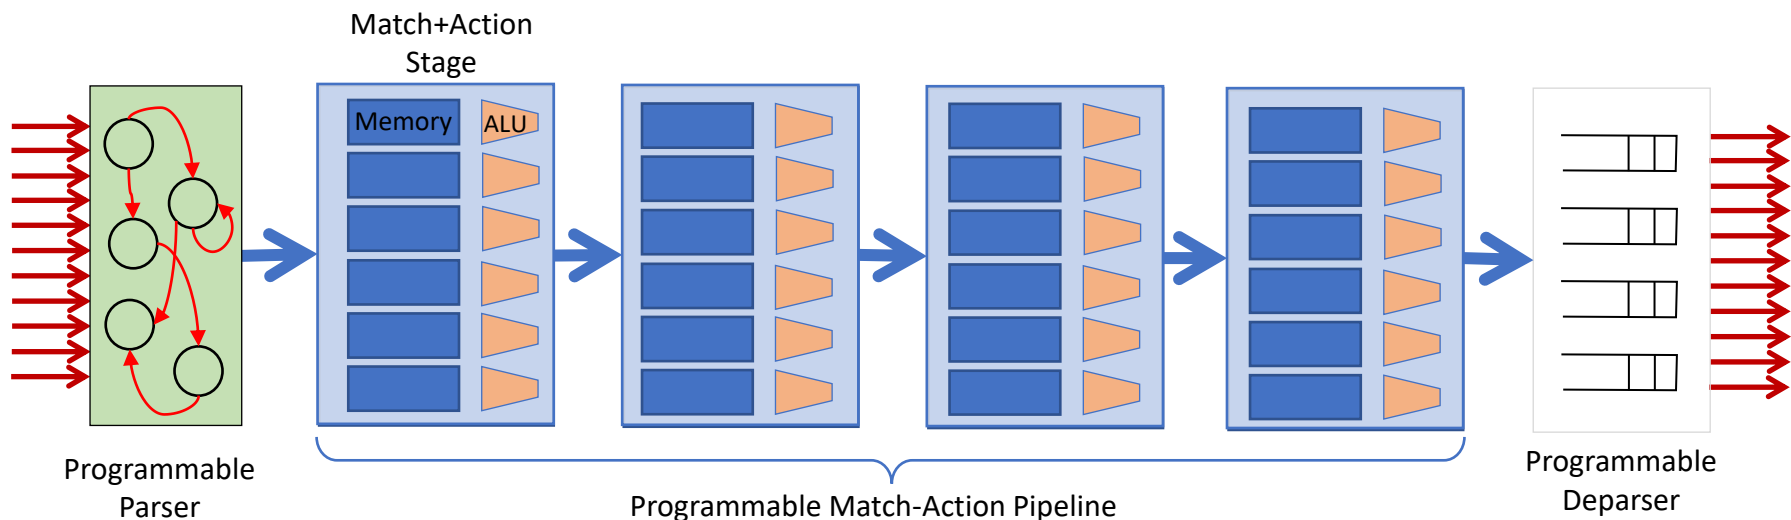 Match+Action
Stage
Memory
ALU
Programmable
Parser
Programmable Match-Action Pipeline
Programmable
Deparser